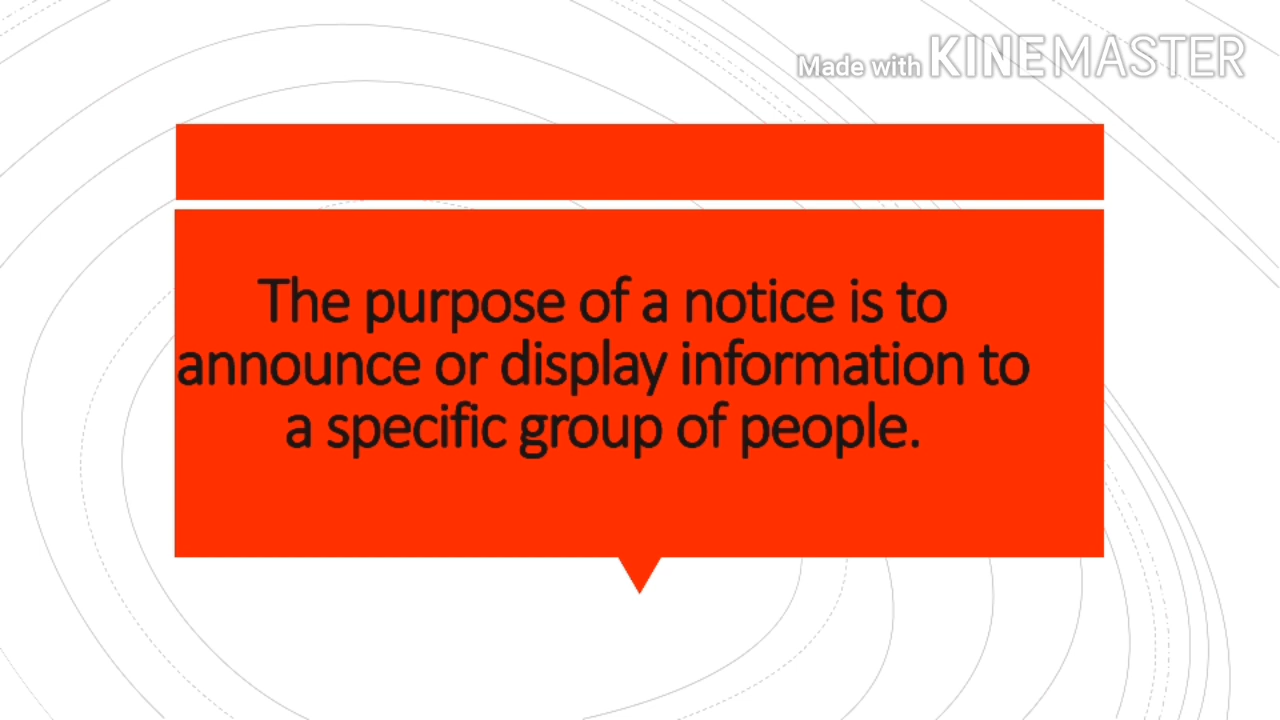 Made with KINEMASTER
The purpose of a notice is to
announce or display information to
a specific group of people.